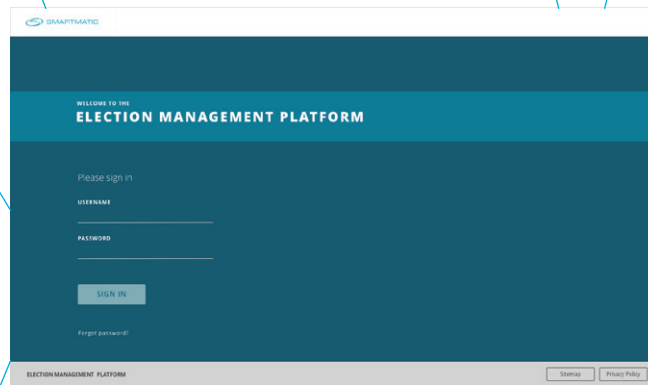 SMARTMATIC
WELCOME TO THE
ELECTION MANAGEMENT PLATFORM
Please sign in
USERNAME
PASSWORD
SIGN IN
Forgot password?
ELECTION MANAGEMENT PLATFORM
Sitemap
Privacy Policy